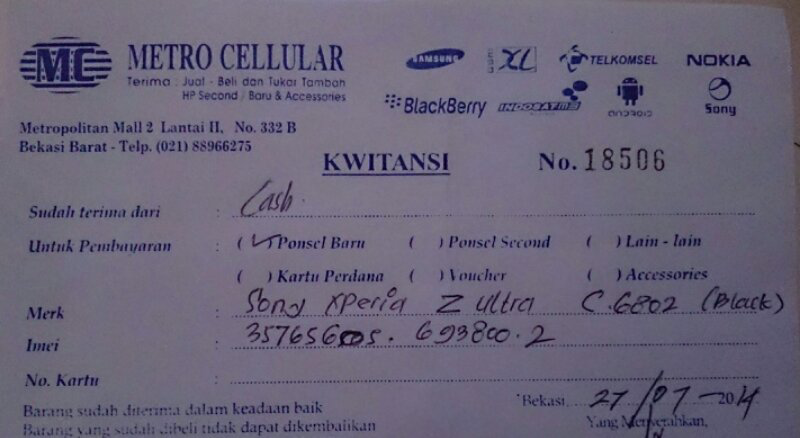 MC METRO CELLULAR
Terima : Jual - Beli dan Tukar Tambah
HP Second / Baru & Accessories
SAMSUNG XL TELKOMSEL NOKIA
BlackBerry INDOSAT ANDROID Sony
Metropolitan Mall 2 Lantai II, No. 332 B
Bekasi Barat - Telp. (021) 88966275
KWITANSI No. 18506
Sudah terima dari : Cash
Untuk Pembayaran : (✓) Ponsel Baru ( ) Ponsel Second ( ) Lain - lain
( ) Kartu Perdana ( ) Voucher ( ) Accessories
Merk : Sony Xperia Z ultra C.6802 (Black)
Imei : 693800.2
No. Kartu :
Bekasi, 27/07-2014
Barang sudah diterima dalam keadaan baik
Yang Menyerahkan,
Barang yang sudah dibeli tidak dapat dikembalikan